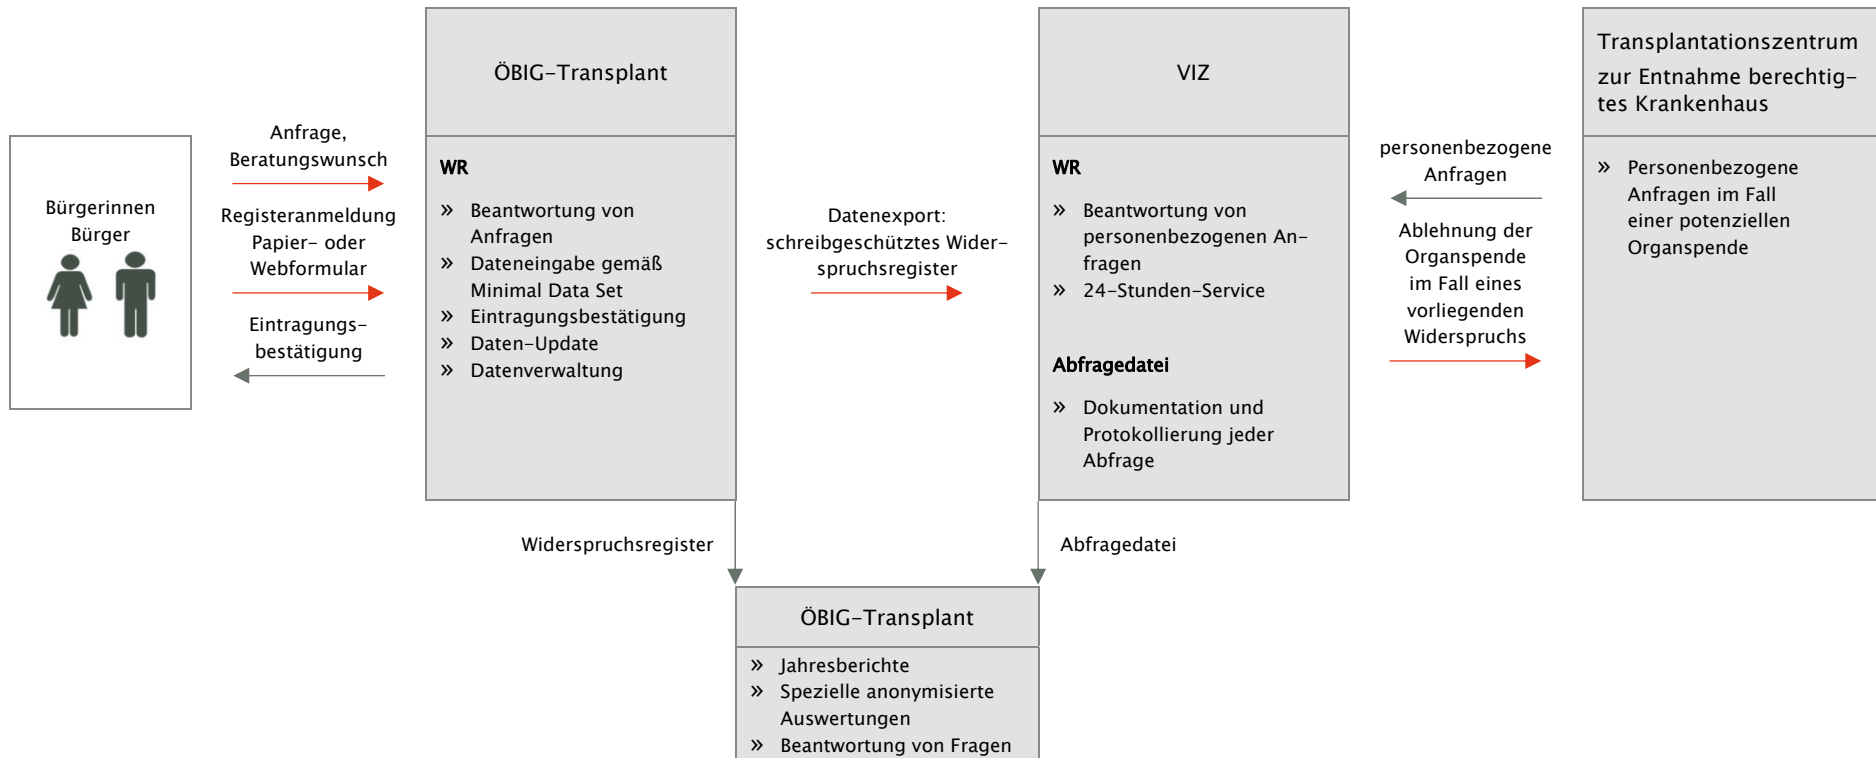 Bürgerinnen
Bürger
Anfrage,
Beratungswunsch
Registeranmeldung
Papier- oder
Webformular
Eintragungs-
bestätigung
ÖBIG-Transplant
WR
» Beantwortung von
Anfragen
» Dateneingabe gemäß
Minimal Data Set
» Eintragungsbestätigung
» Daten-Update
» Datenverwaltung
Datenexport:
schreibgeschütztes Wider-
spruchsregister
VIZ
WR
» Beantwortung von
personenbezogenen An-
fragen
» 24-Stunden-Service
Abfragedatei
» Dokumentation und
Protokollierung jeder
Abfrage
personenbezogene
Anfragen
Ablehnung der
Organspende
im Fall eines
vorliegenden
Widerspruchs
Transplantationszentrum
zur Entnahme berechtig-
tes Krankenhaus
» Personenbezogene
Anfragen im Fall
einer potenziellen
Organspende
Widerspruchsregister
Abfragedatei
ÖBIG-Transplant
» Jahresberichte
» Spezielle anonymisierte
Auswertungen
» Beantwortung von Fragen